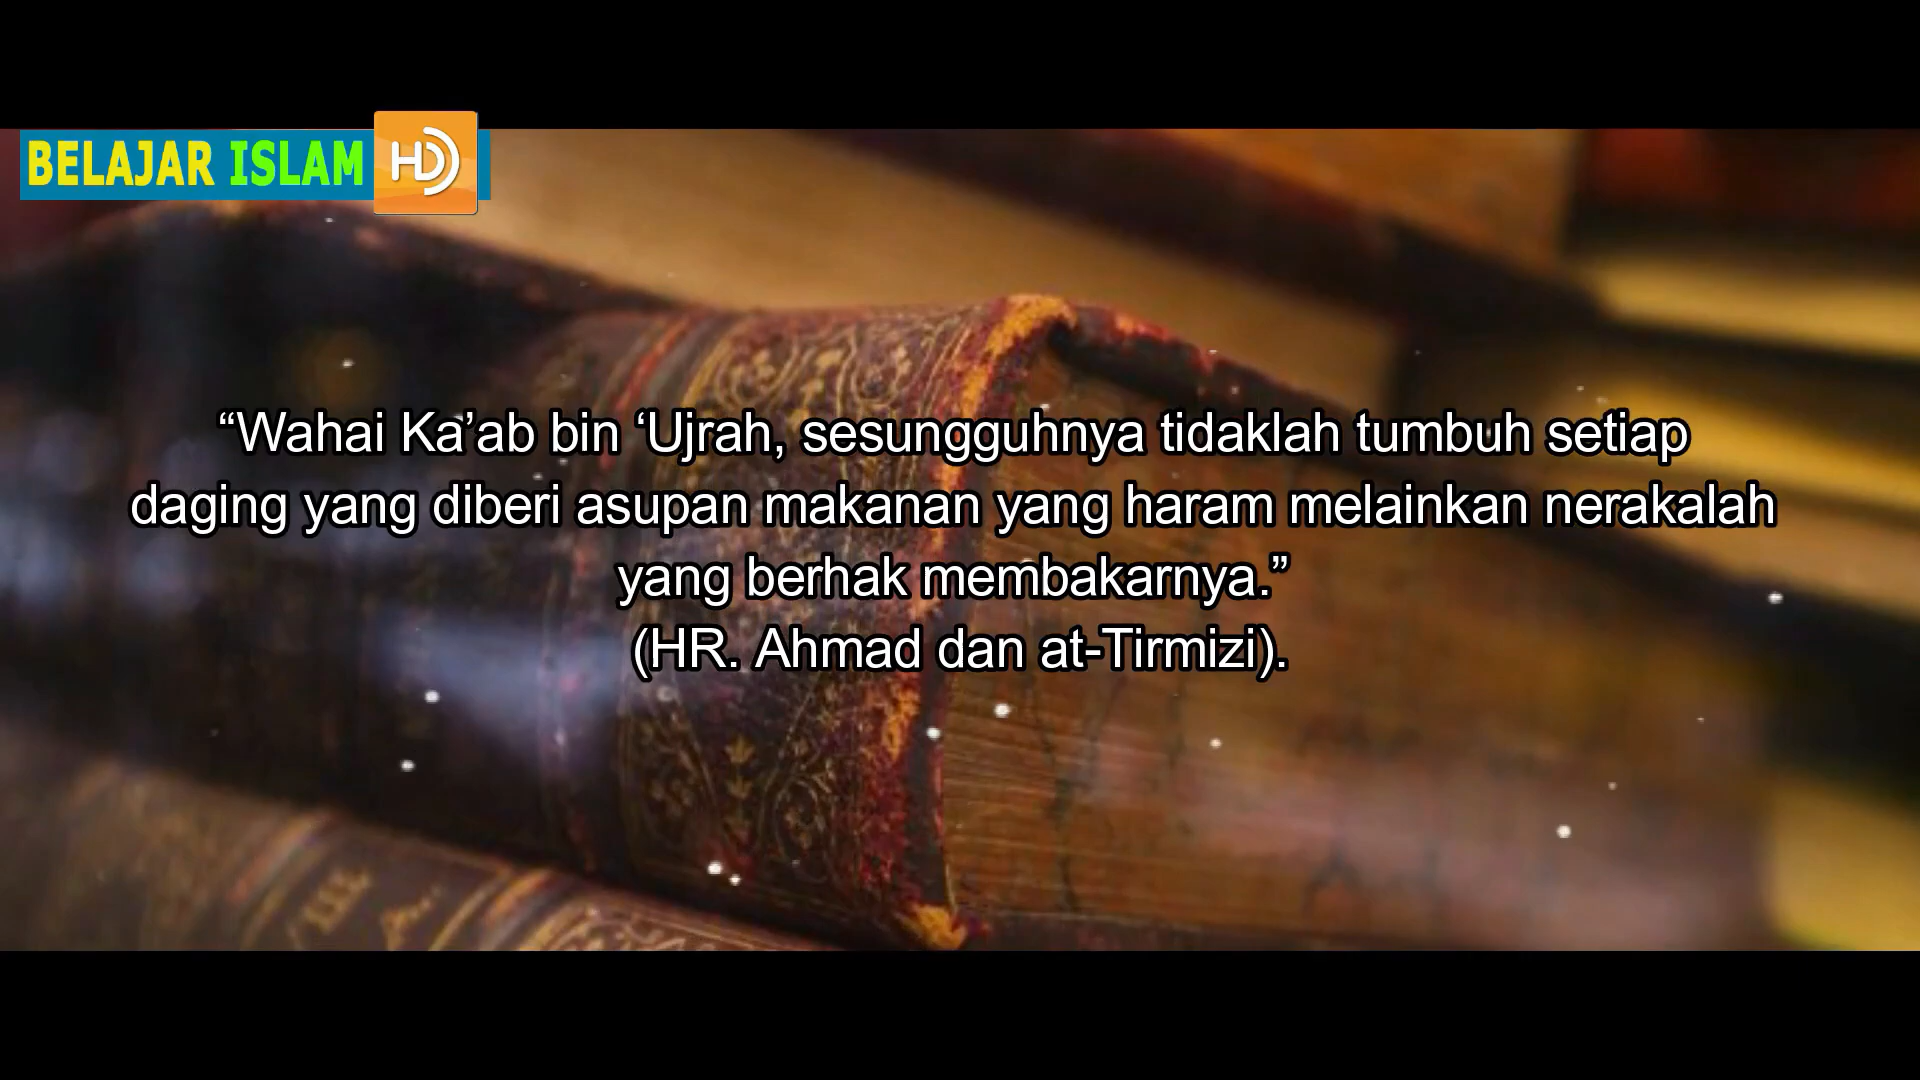 BELAJAR ISLAM HD
“Wahai Ka’ab bin ‘Ujrah, sesungguhnya tidaklah tumbuh setiap
daging yang diberi asupan makanan yang haram melainkan nerakalah
yang berhak membakarnya.”
(HR. Ahmad dan at-Tirmizi).